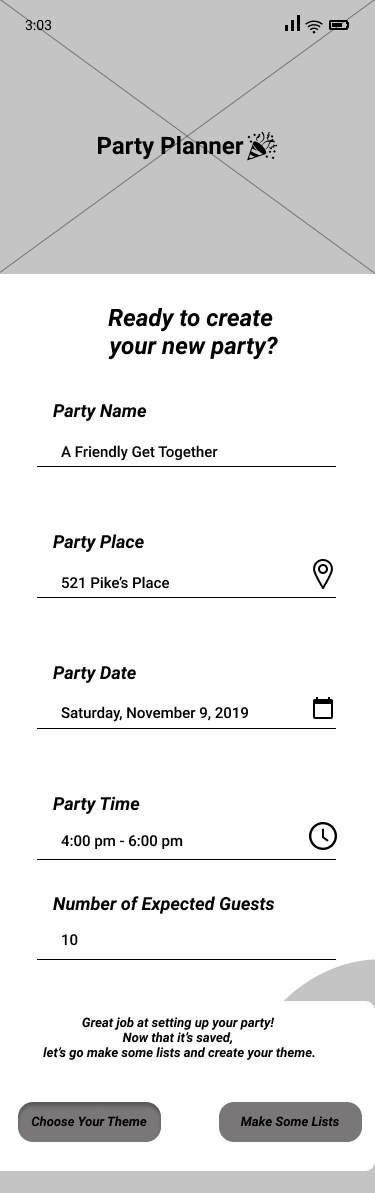 3:03
Party Planner
Ready to create
your new party?
Party Name
A Friendly Get Together
Party Place
521 Pike's Place
Party Date
Saturday, November 9, 2019
Party Time
4:00 pm - 6:00 pm
Number of Expected Guests
10
Great job at setting up your party!
Now that it's saved,
let's go make some lists and create your theme.
Choose Your Theme
Make Some Lists